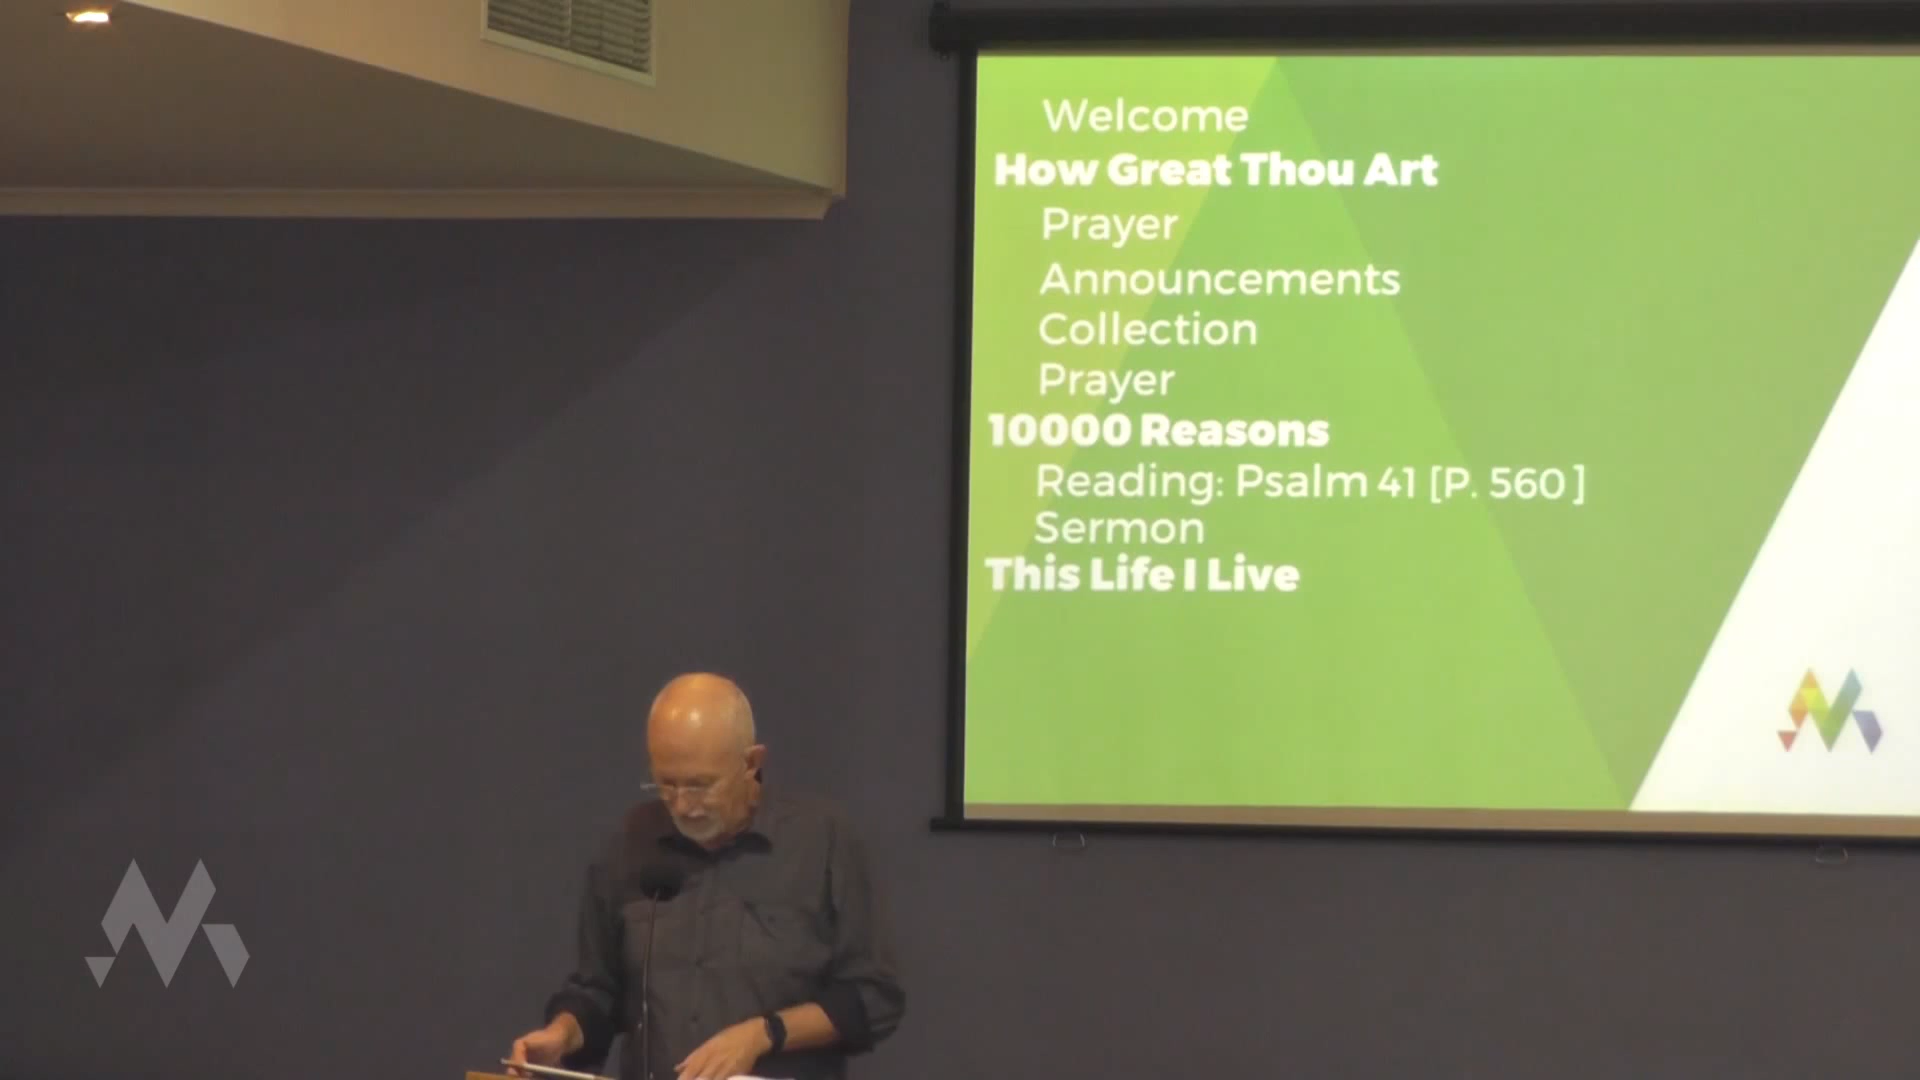 Welcome
How Great Thou Art
Prayer
Announcements
Collection
Prayer
10000 Reasons
Reading: Psalm 41 [P. 560 ]
Sermon
This Life I Live